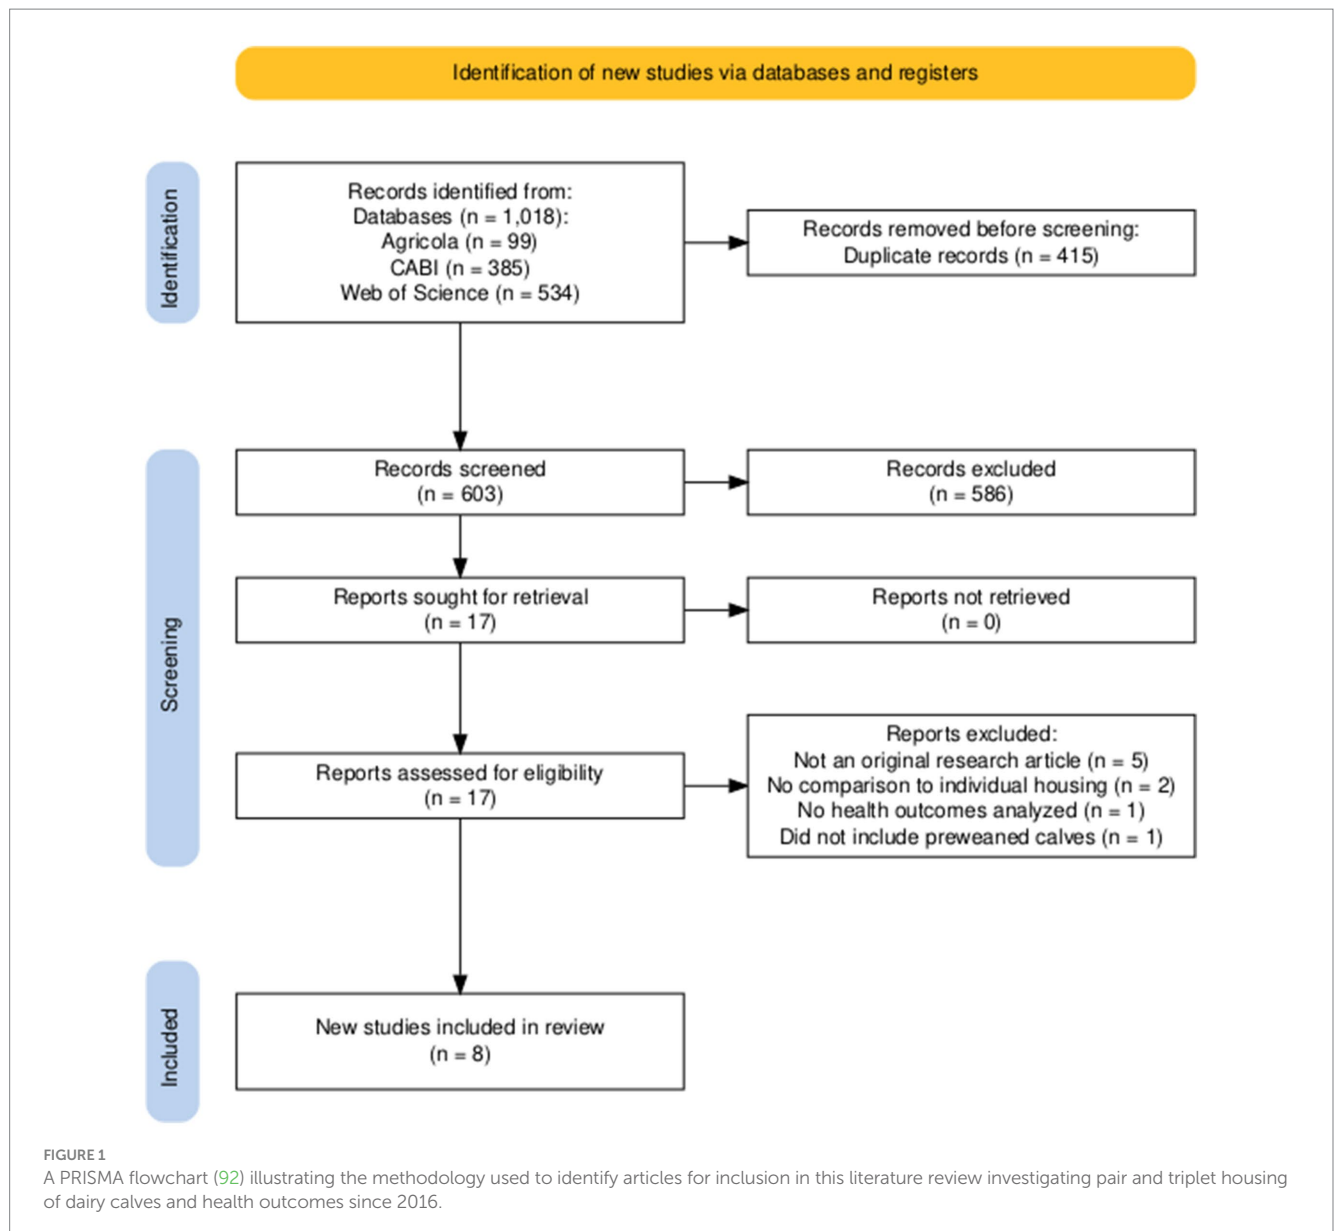 Identification of new studies via databases and registers
Identification
Records identified from:
Databases (n = 1,018):
Agricola (n = 99)
CABI (n = 385)
Web of Science (n = 534)
Records removed before screening:
Duplicate records (n = 415)
Screening
Records screened
(n = 603)
Records excluded
(n = 586)
Reports sought for retrieval
(n = 17)
Reports not retrieved
(n = 0)
Reports assessed for eligibility
(n = 17)
Reports excluded:
Not an original research article (n = 5)
No comparison to individual housing (n = 2)
No health outcomes analyzed (n = 1)
Did not include preweaned calves (n = 1)
Included
New studies included in review
(n = 8)
FIGURE 1
A PRISMA flowchart (92) illustrating the methodology used to identify articles for inclusion in this literature review investigating pair and triplet housing
of dairy calves and health outcomes since 2016.